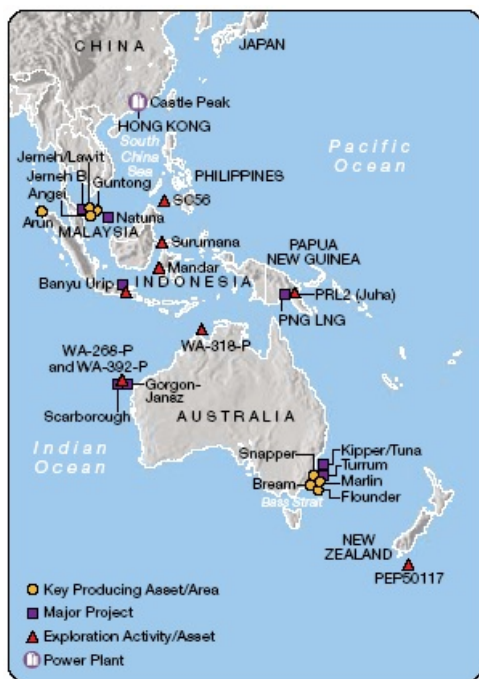 CHINA
JAPAN
Castle Peak
HONG KONG
South
China
Sea
Pacific
Ocean
Jerneh/Lawit
Jerneh B
Angsi
Guntong
PHILIPPINES
SC56
Arun
MALAYSIA
Natuna
Surumana
PAPUA
NEW GUINEA
Mandar
Banyu Urip
INDONESIA
PRL2 (Juha)
PNG LNG
WA-268-P
and WA-392-P
WA-318-P
Gorgon-
Jansz
Scarborough
AUSTRALIA
Indian
Ocean
Snapper
Kipper/Tuna
Turrum
Bream
Marlin
Bass Strait
Flounder
NEW
ZEALAND
PEP50117
Key Producing Asset/Area
Major Project
Exploration Activity/Asset
Power Plant